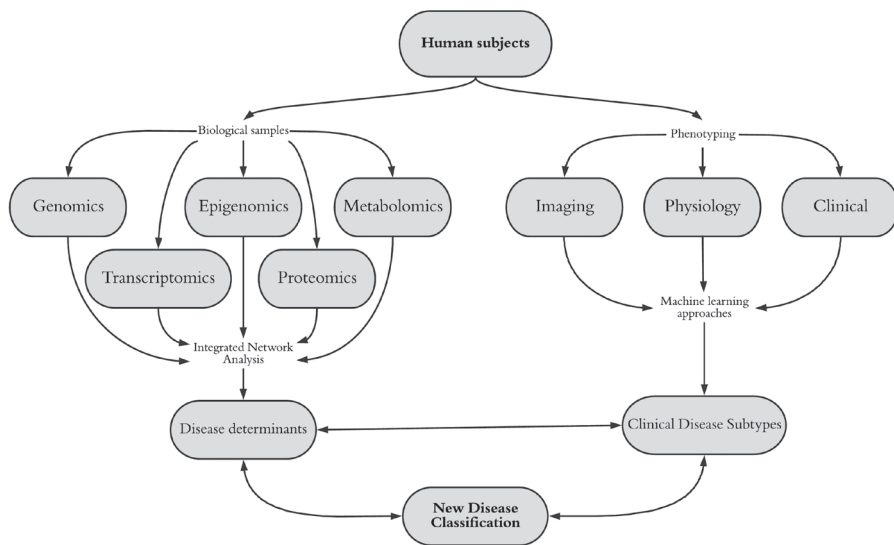 Human subjects
Biological samples
Phenotyping
Genomics
Epigenomics
Metabolomics
Imaging
Physiology
Clinical
Transcriptomics
Proteomics
Machine learning
approaches
Integrated Network
Analysis
Disease determinants
Clinical Disease Subtypes
New Disease
Classification